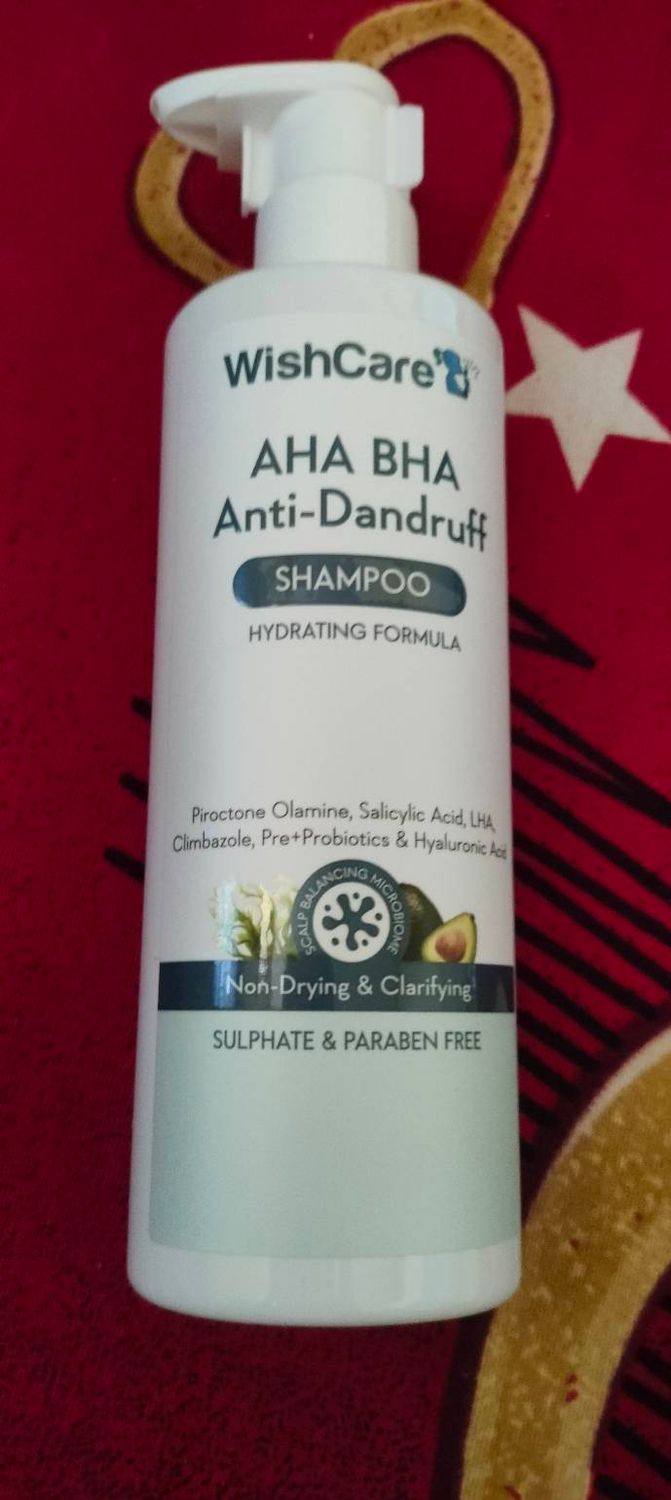 WishCare
AHA BHA
Anti-Dandruff
SHAMPOO
HYDRATING FORMULA
Piroctone Olamine, Salicylic Acid, LHA,
Climbazole, Pre+Probiotics & Hyaluronic Acid
SCALP BALANCING MICROBIOME
Non-Drying & Clarifying
SULPHATE & PARABEN FREE